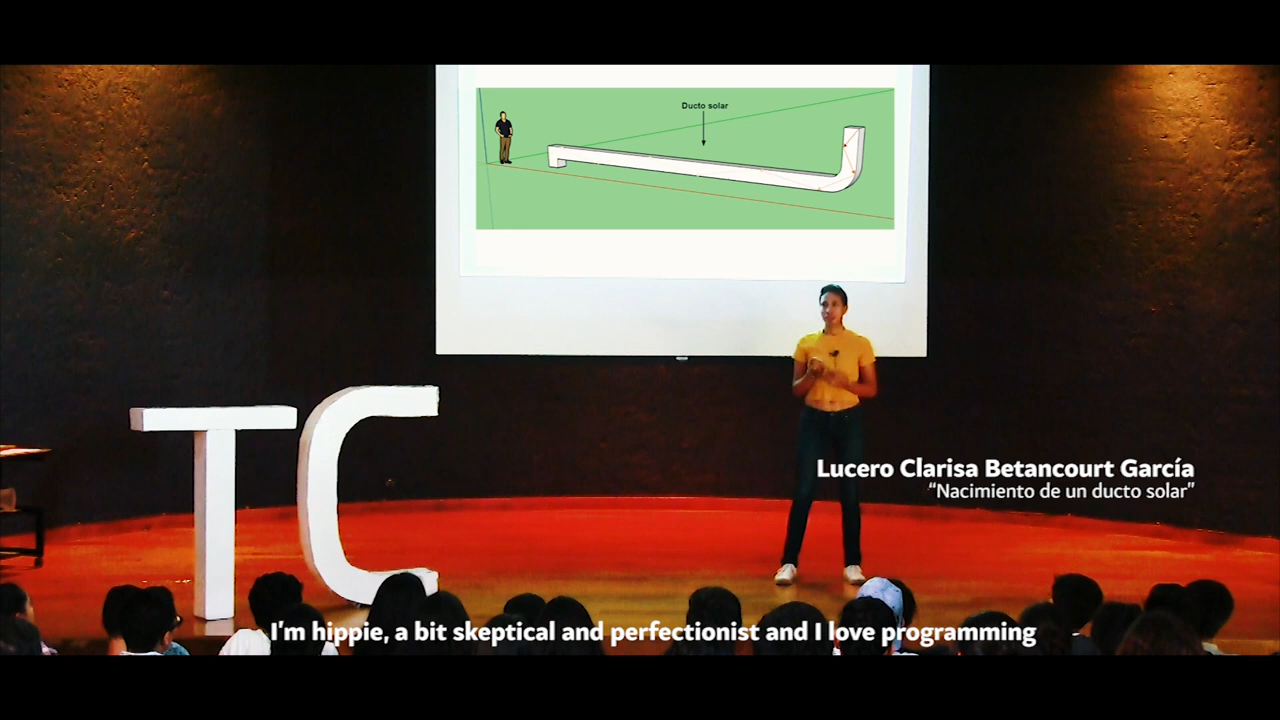 Ducto solar
TC
Lucero Clarisa Betancourt García
“Nacimiento de un ducto solar”
I'm hippie, a bit skeptical and perfectionist and I love programming